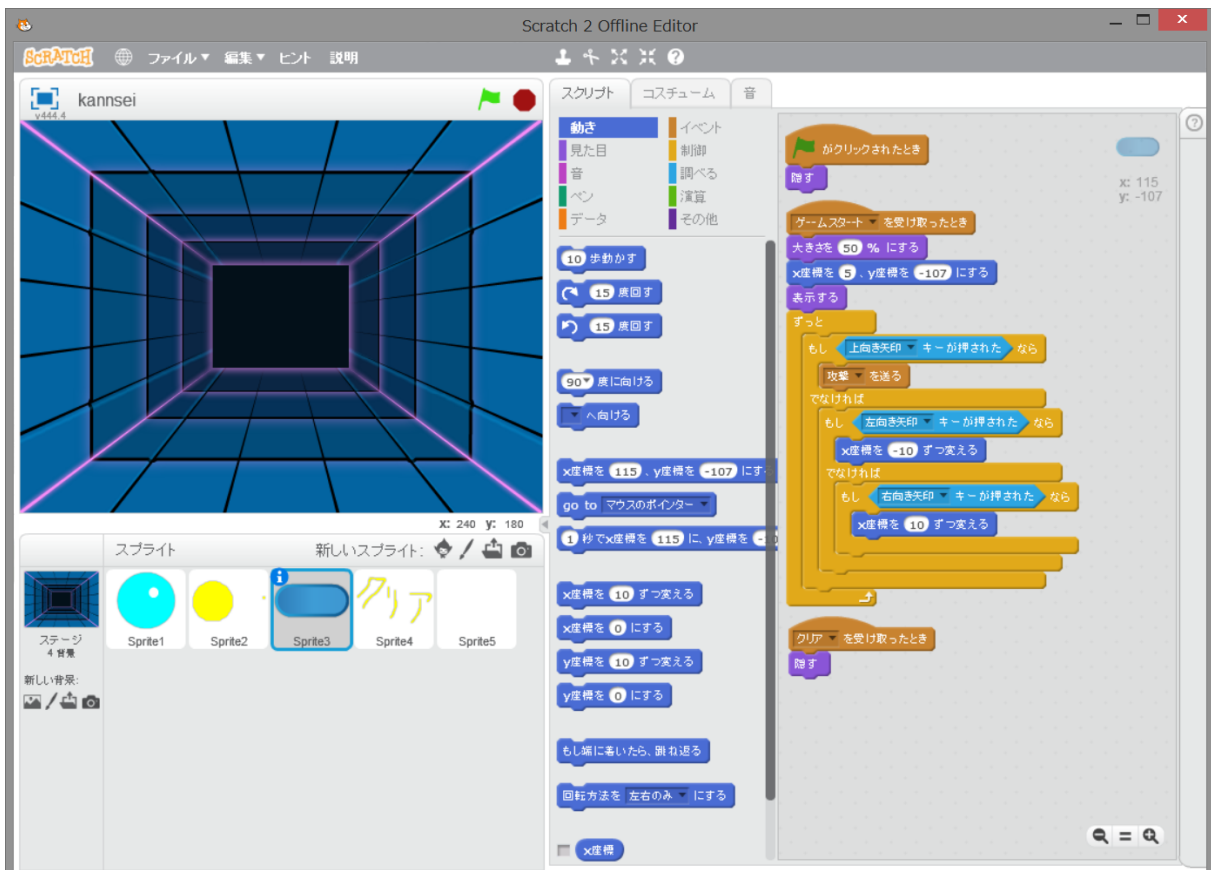 Scratch 2 Offline Editor
SCRATCH ファイル▼ 編集▼ ヒント 説明
kannsei
v444.4
スクリプト コスチューム 音
動き イベント
見た目 制御
音 調べる
ペン 演算
データ その他
10 歩動かす
15 度回す
15 度回す
90▼ 度に向ける
へ向ける
x座標を 115 、y座標を -107 にす
go to マウスのポインター
1 秒でx座標を 115 に、y座標を
x座標を 10 ずつ変える
x座標を 0 にする
y座標を 10 ずつ変える
y座標を 0 にする
もし端に着いたら、跳ね返る
回転方法を 左右のみ にする
x座標
がクリックされたとき
隠す
ゲームスタート を受け取ったとき
大きさを 50 % にする
x座標を 5 、y座標を -107 にする
表示する
ずっと
もし 上向き矢印 キーが押された なら
攻撃 を送る
でなければ
もし 左向き矢印 キーが押された なら
x座標を -10 ずつ変える
でなければ
もし 右向き矢印 キーが押された なら
x座標を 10 ずつ変える
クリア を受け取ったとき
隠す
x: 115
y: -107
x: 240 y: 180
スプライト 新しいスプライト:
クリア
ステージ
4 背景
Sprite1 Sprite2 Sprite3 Sprite4 Sprite5
新しい背景: